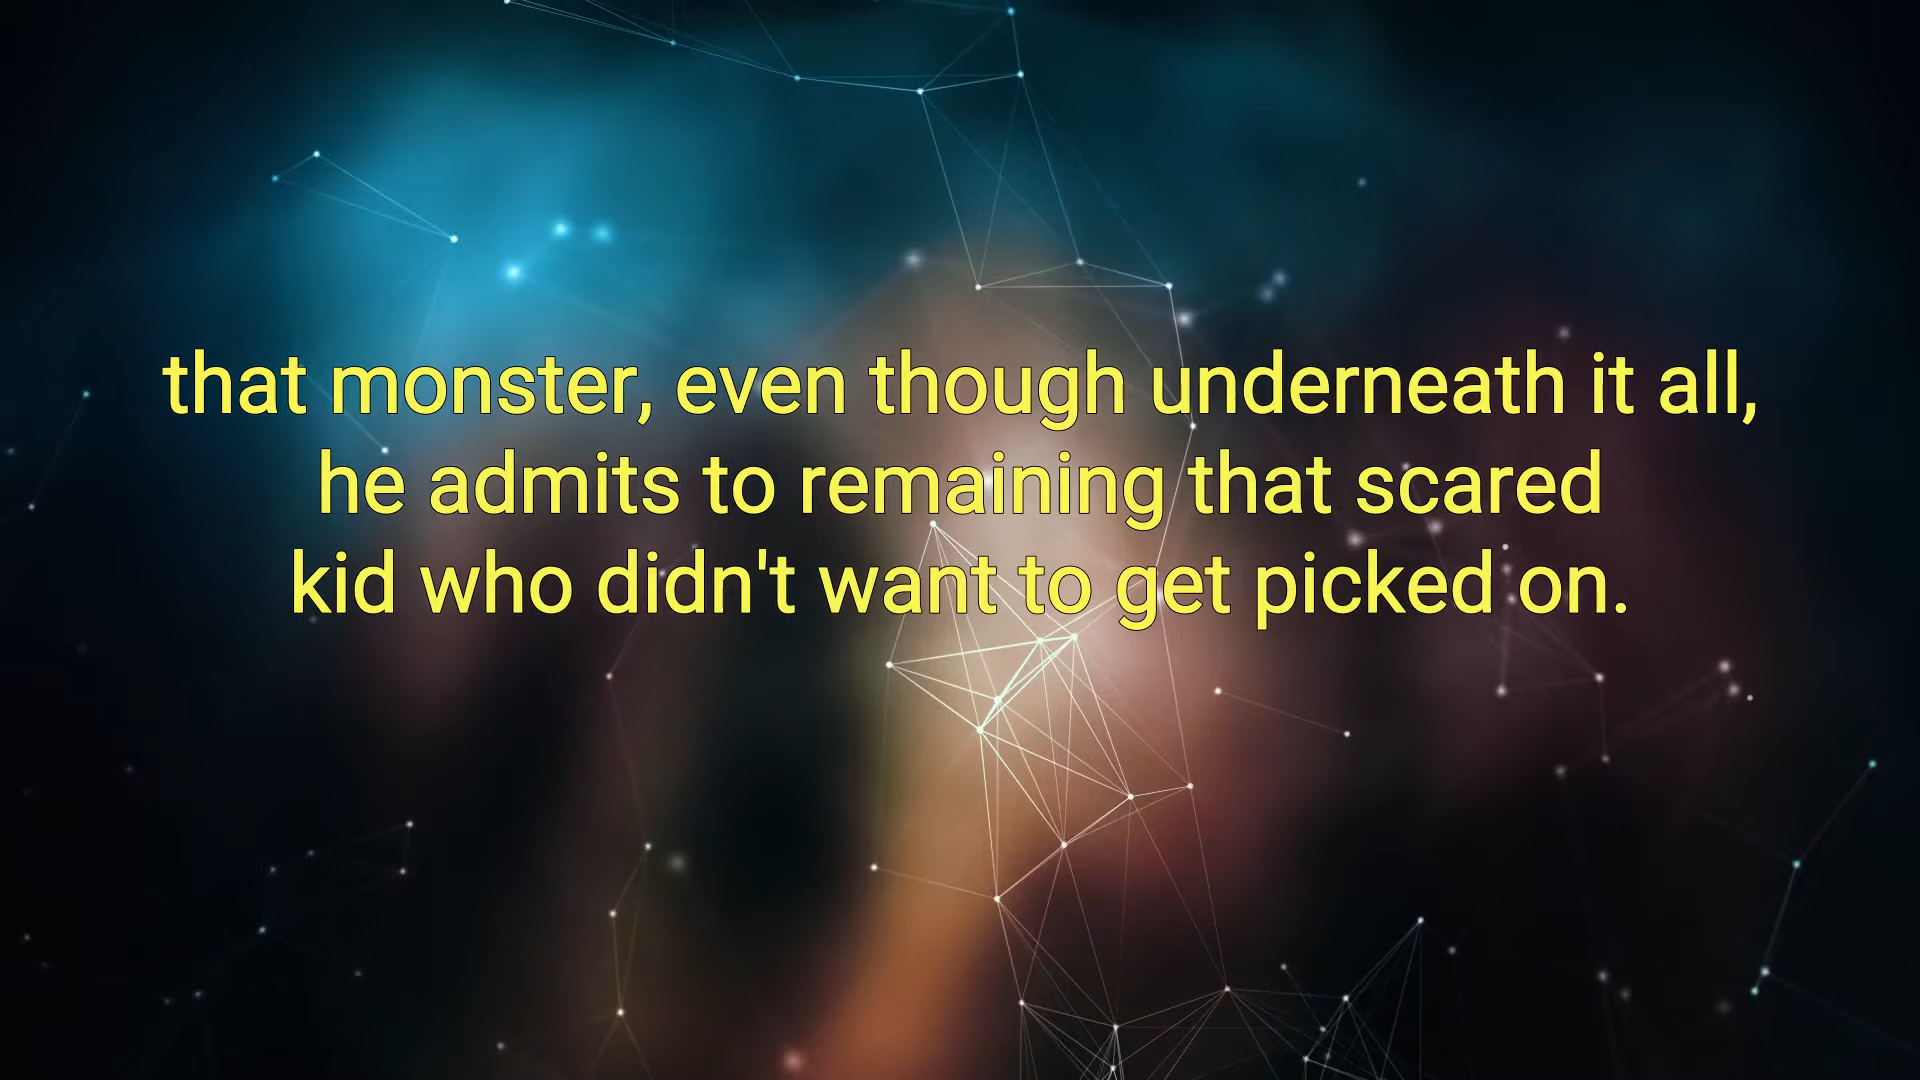 that monster, even though underneath it all,
he admits to remaining that scared
kid who didn't want to get picked on.